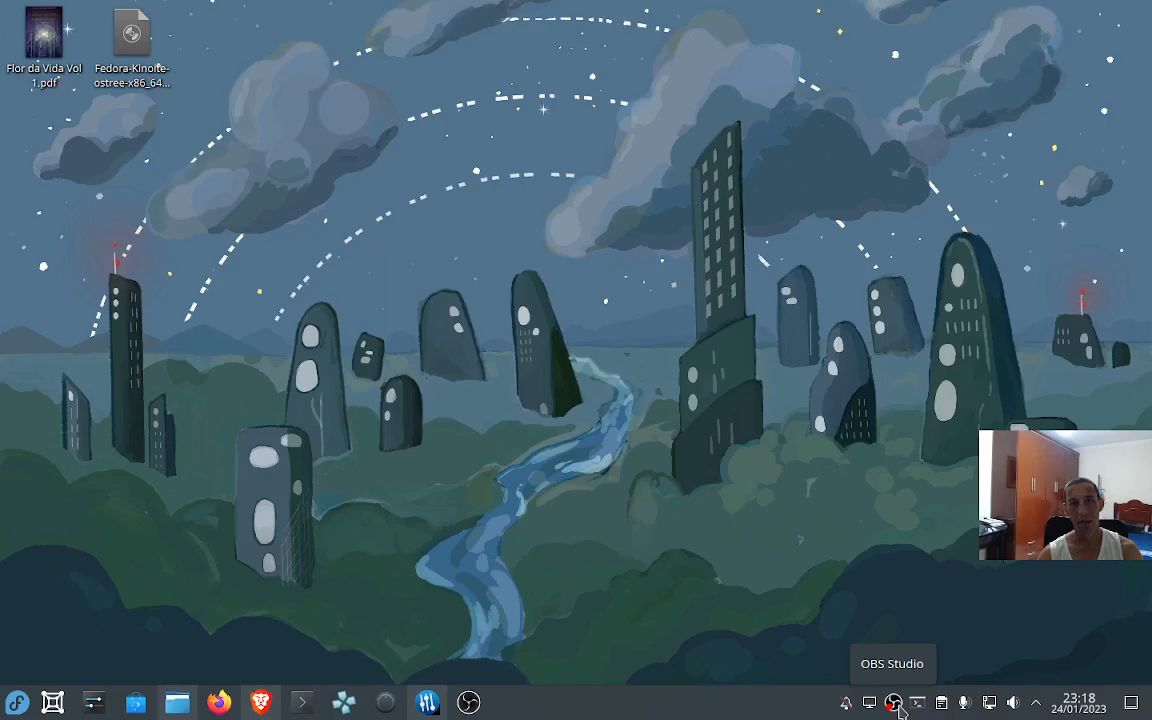 Flor da Vida Vol
1.pdf
Fedora-Kinoite-
ostree-x86_64...
OBS Studio
23:18
24/01/2023